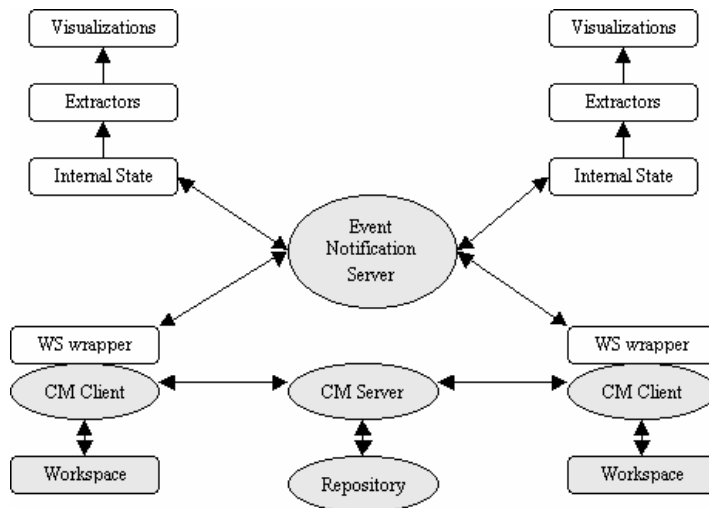 Visualizations
Visualizations
Extractors
Extractors
Internal State
Internal State
Event
Notification
Server
WS wrapper
WS wrapper
CM Client
CM Server
CM Client
Workspace
Repository
Workspace